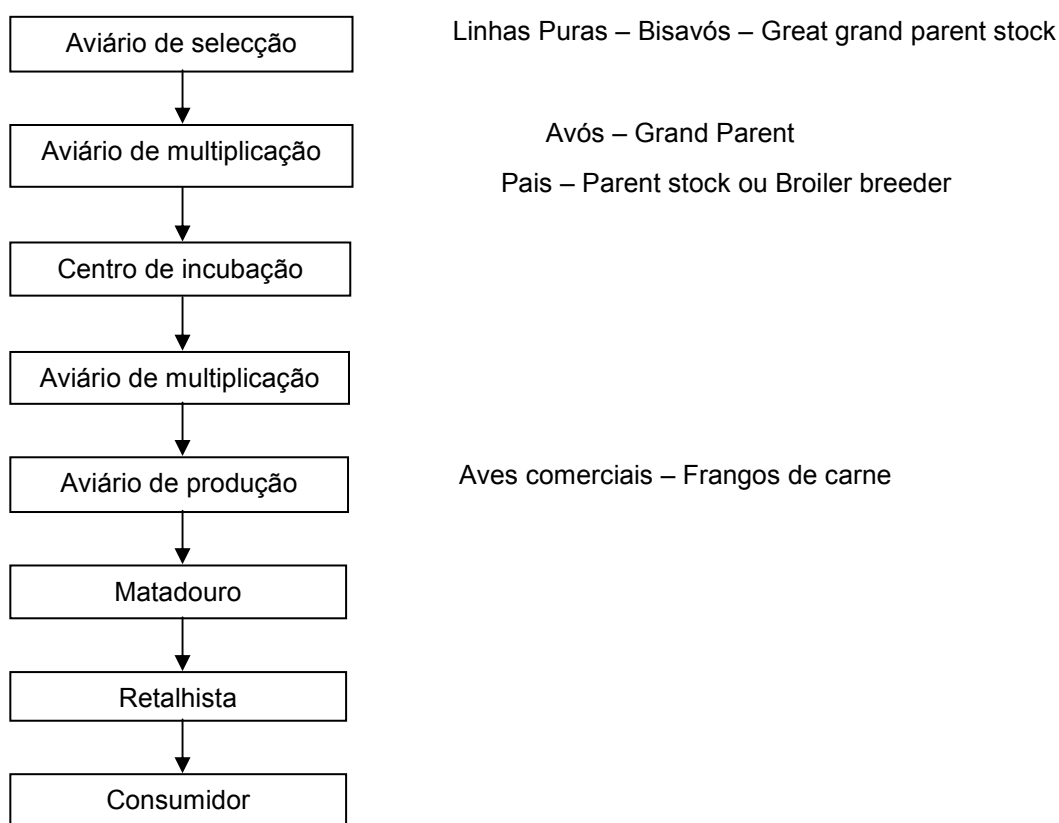 Aviário de selecção
Linhas Puras – Bisavós – Great grand parent stock
Aviário de multiplicação
Avós – Grand Parent
Pais – Parent stock ou Broiler breeder
Centro de incubação
Aviário de multiplicação
Aviário de produção
Aves comerciais – Frangos de carne
Matadouro
Retalhista
Consumidor